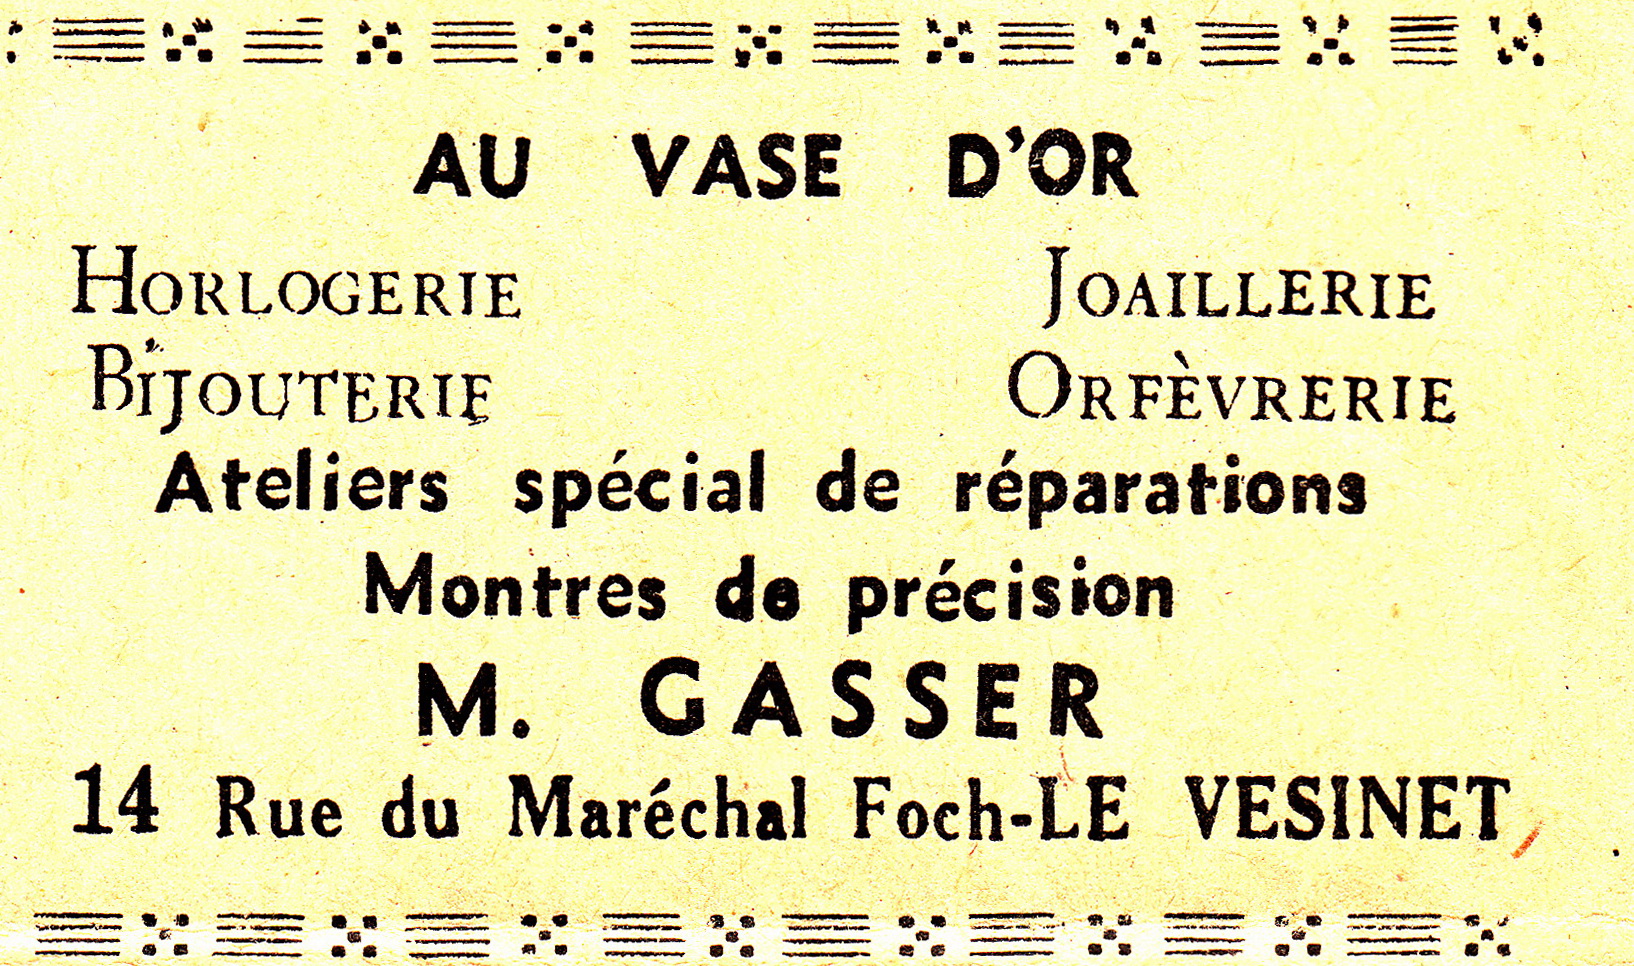 AU VASE D'OR
HORLOGERIE JOAILLERIE
BIJOUTERIE ORFÈVRERIE
Ateliers spécial de réparations
Montres de précision
M. GASSER
14 Rue du Maréchal Foch-LE VESINET